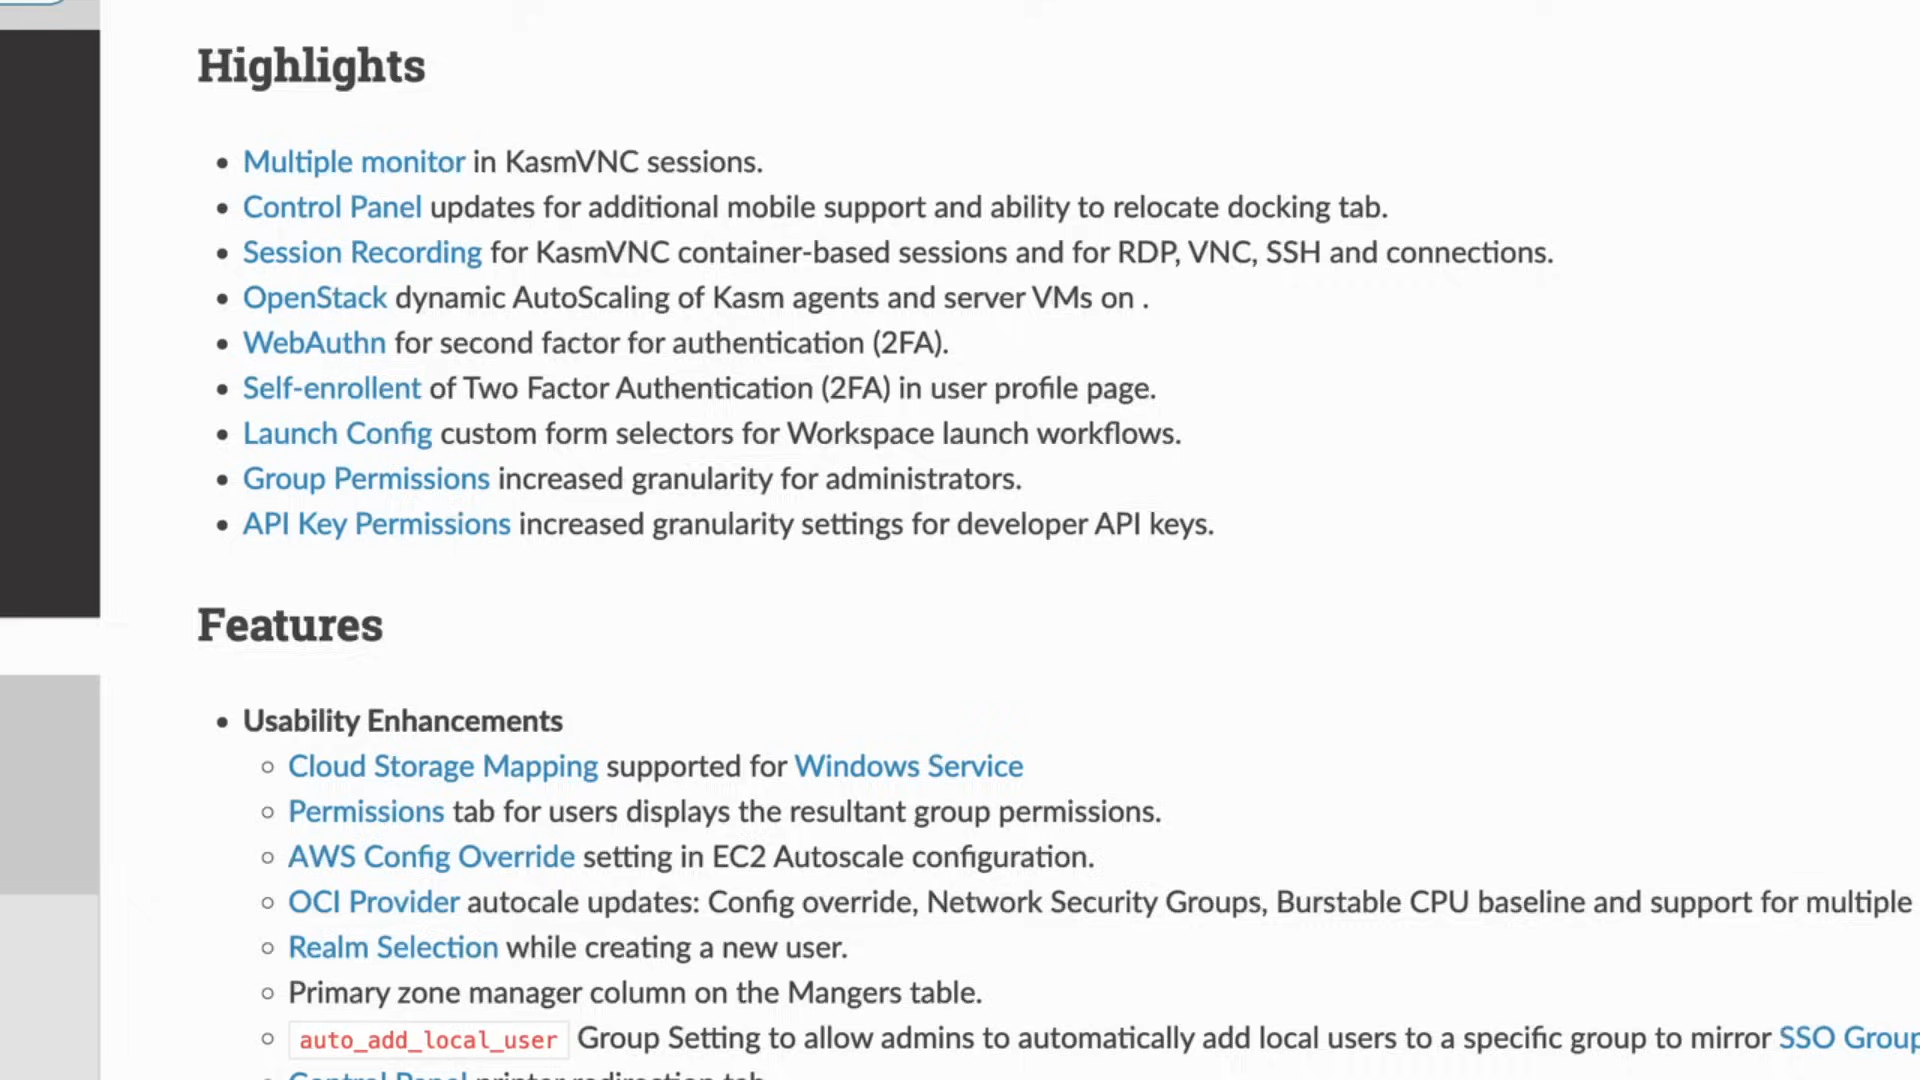 Highlights
Multiple monitor in KasmVNC sessions.
Control Panel updates for additional mobile support and ability to relocate docking tab.
Session Recording for KasmVNC container-based sessions and for RDP, VNC, SSH and connections.
OpenStack dynamic AutoScaling of Kasm agents and server VMs on .
WebAuthn for second factor for authentication (2FA).
Self-enrollent of Two Factor Authentication (2FA) in user profile page.
Launch Config custom form selectors for Workspace launch workflows.
Group Permissions increased granularity for administrators.
API Key Permissions increased granularity settings for developer API keys.
Features
Usability Enhancements
Cloud Storage Mapping supported for Windows Service
Permissions tab for users displays the resultant group permissions.
AWS Config Override setting in EC2 Autoscale configuration.
OCI Provider autocale updates: Config override, Network Security Groups, Burstable CPU baseline and support for multiple
Realm Selection while creating a new user.
Primary zone manager column on the Mangers table.
auto_add_local_user Group Setting to allow admins to automatically add local users to a specific group to mirror SSO Group
Control Panel printer redirection tab